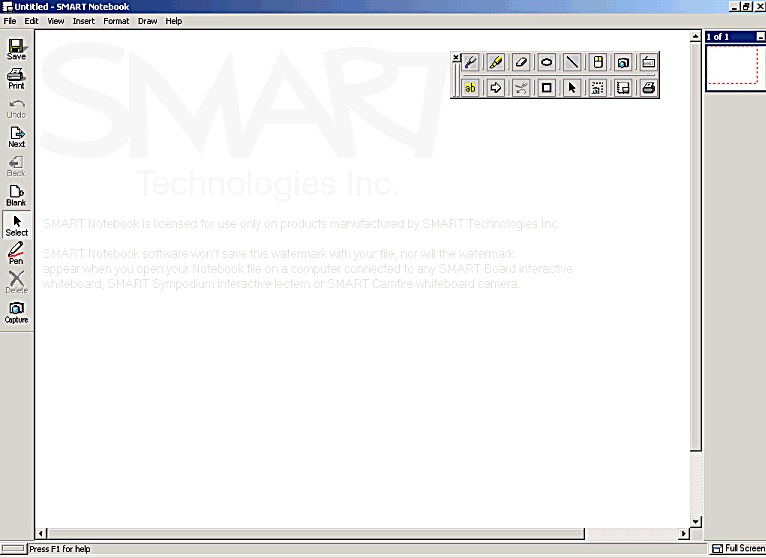 Untitled - SMART Notebook
File Edit View Insert Format Draw Help
Save
Print
Undo
Next
Back
Blank
Select
Pen
Delete
Capture
SMART
Technologies Inc.
SMART Notebook is licensed for use only on products manufactured by SMART Technologies Inc.
SMART Notebook software won't save this watermark with your file, nor will the watermark
appear when you open your Notebook file on a computer connected to any SMART Board interactive
whiteboard, SMART Sympodium interactive lectern or SMART Camfire whiteboard camera.
ab
1 of 1
Press F1 for help
Full Screen